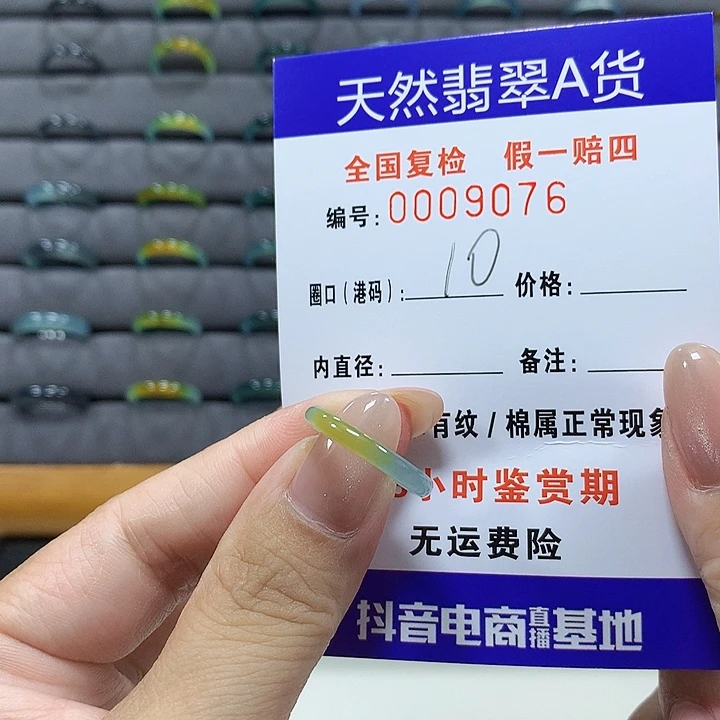 天然翡翠A货
全国复检 假一赔四
编号: 0009076
圈口(港码): 10 价格:
内直径: 备注:
有纹/棉属正常现象
小时鉴赏期
无运费险
抖音电商直播基地